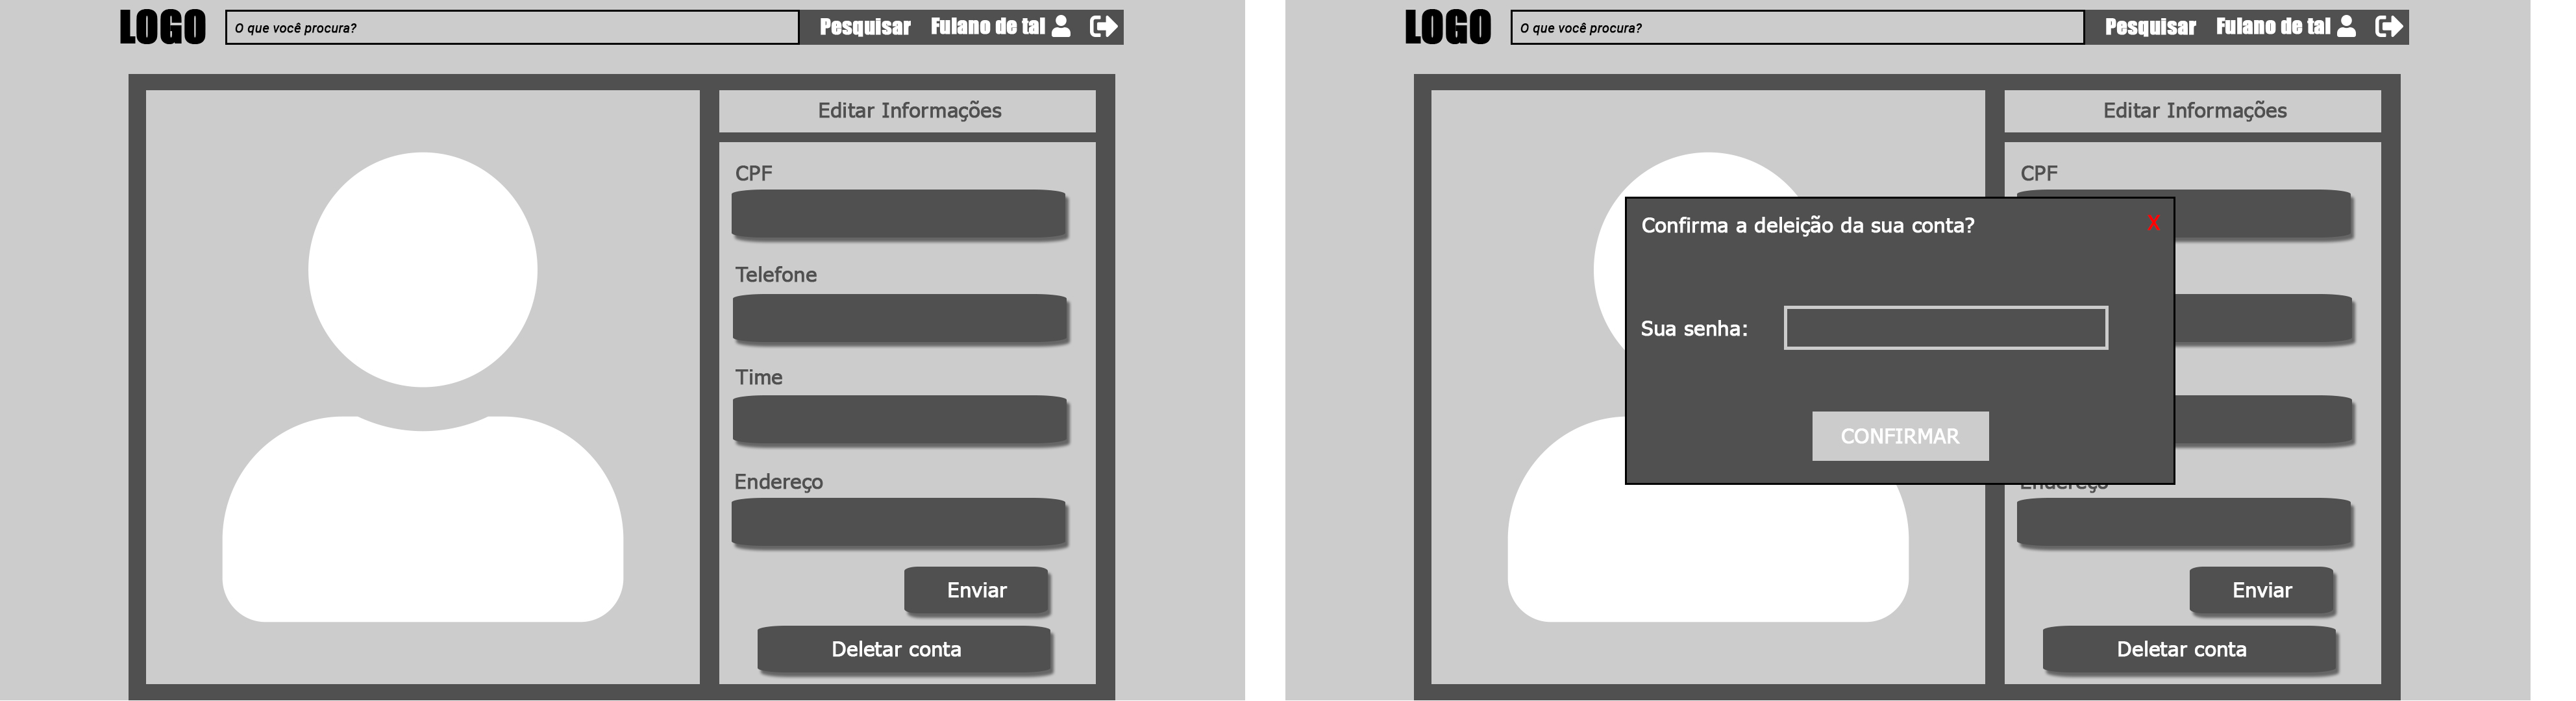 LOGO
O que você procura?
Pesquisar
Fulano de tal
Editar Informações
CPF
Telefone
Time
Endereço
Enviar
Deletar conta
LOGO
O que você procura?
Pesquisar
Fulano de tal
Editar Informações
CPF
Confirma a deleição da sua conta?
X
Sua senha:
CONFIRMAR
Endereço
Enviar
Deletar conta